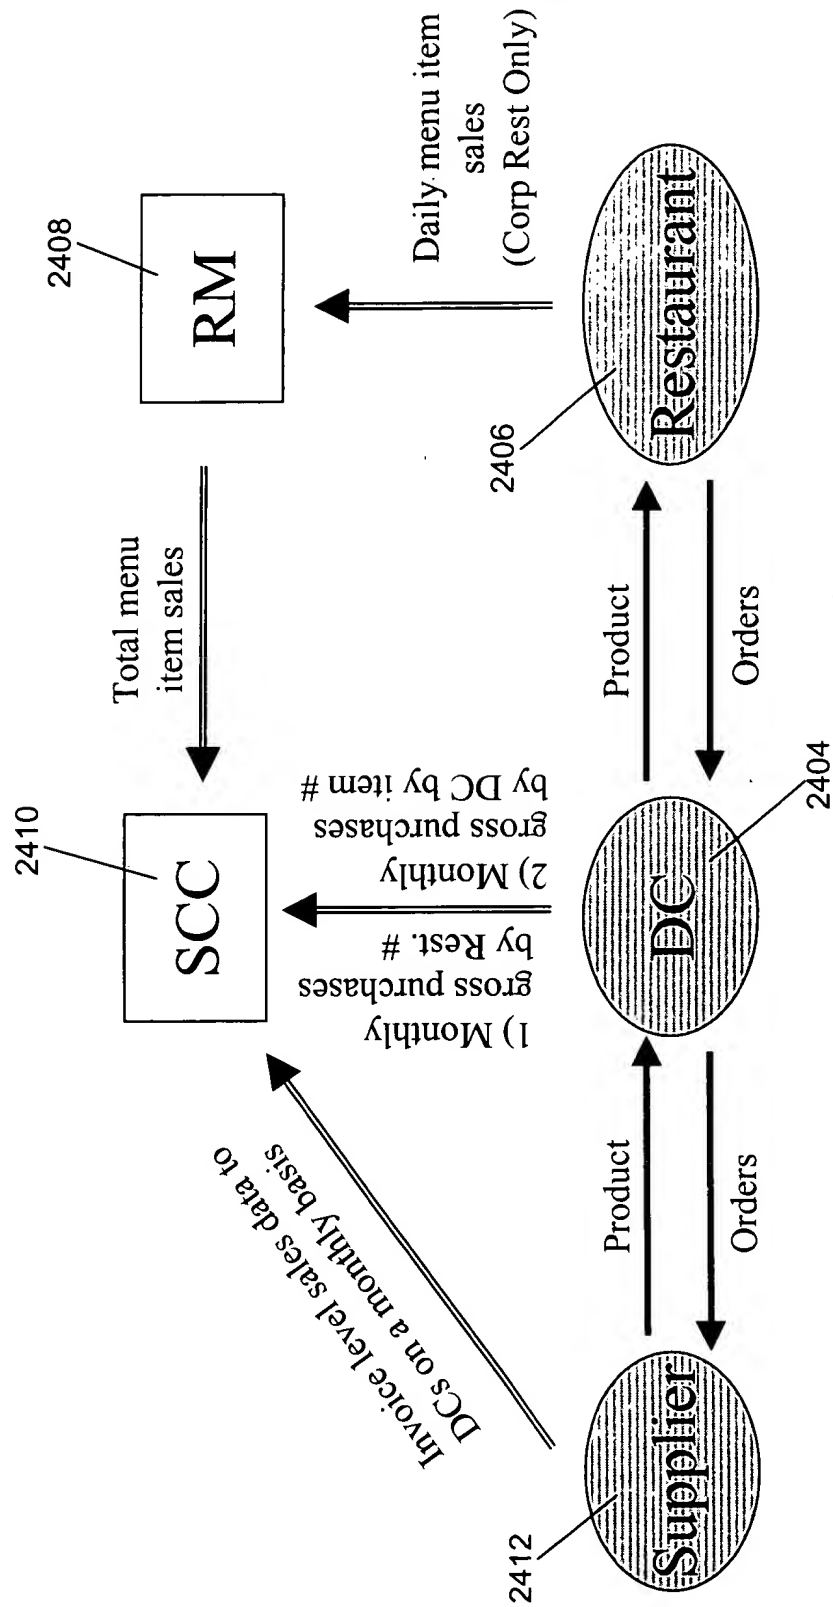 2410
SCC
Total menu
item sales
2408
RM
Invoice level sales data to
DCs on a monthly basis
1) Monthly
gross purchases
by Rest. #
2) Monthly
gross purchases
by DC by item #
Daily menu item
sales
(Corp Rest Only)
2412
Supplier
Product
Orders
DC
2404
Product
Orders
2406
Restaurant